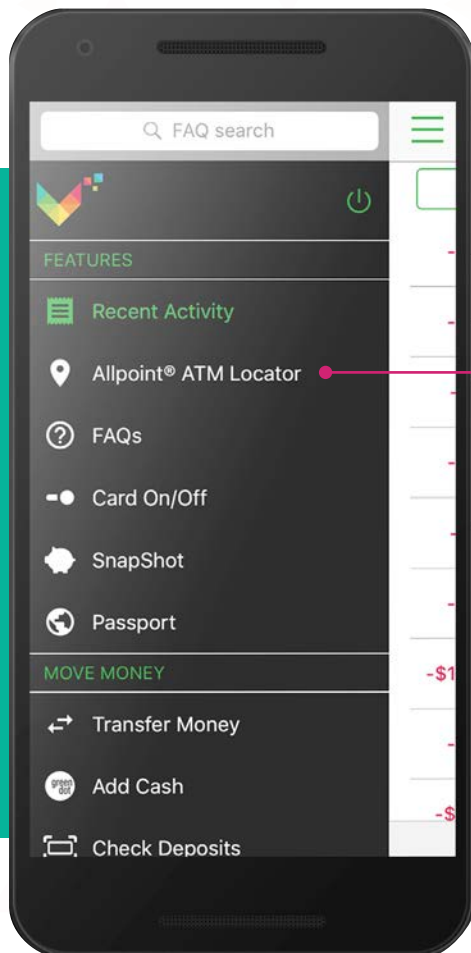 FAQ search
FEATURES
Recent Activity
Allpoint® ATM Locator
FAQs
Card On/Off
SnapShot
Passport
MOVE MONEY
-$1
Transfer Money
green
dot
Add Cash
-$
Check Deposits